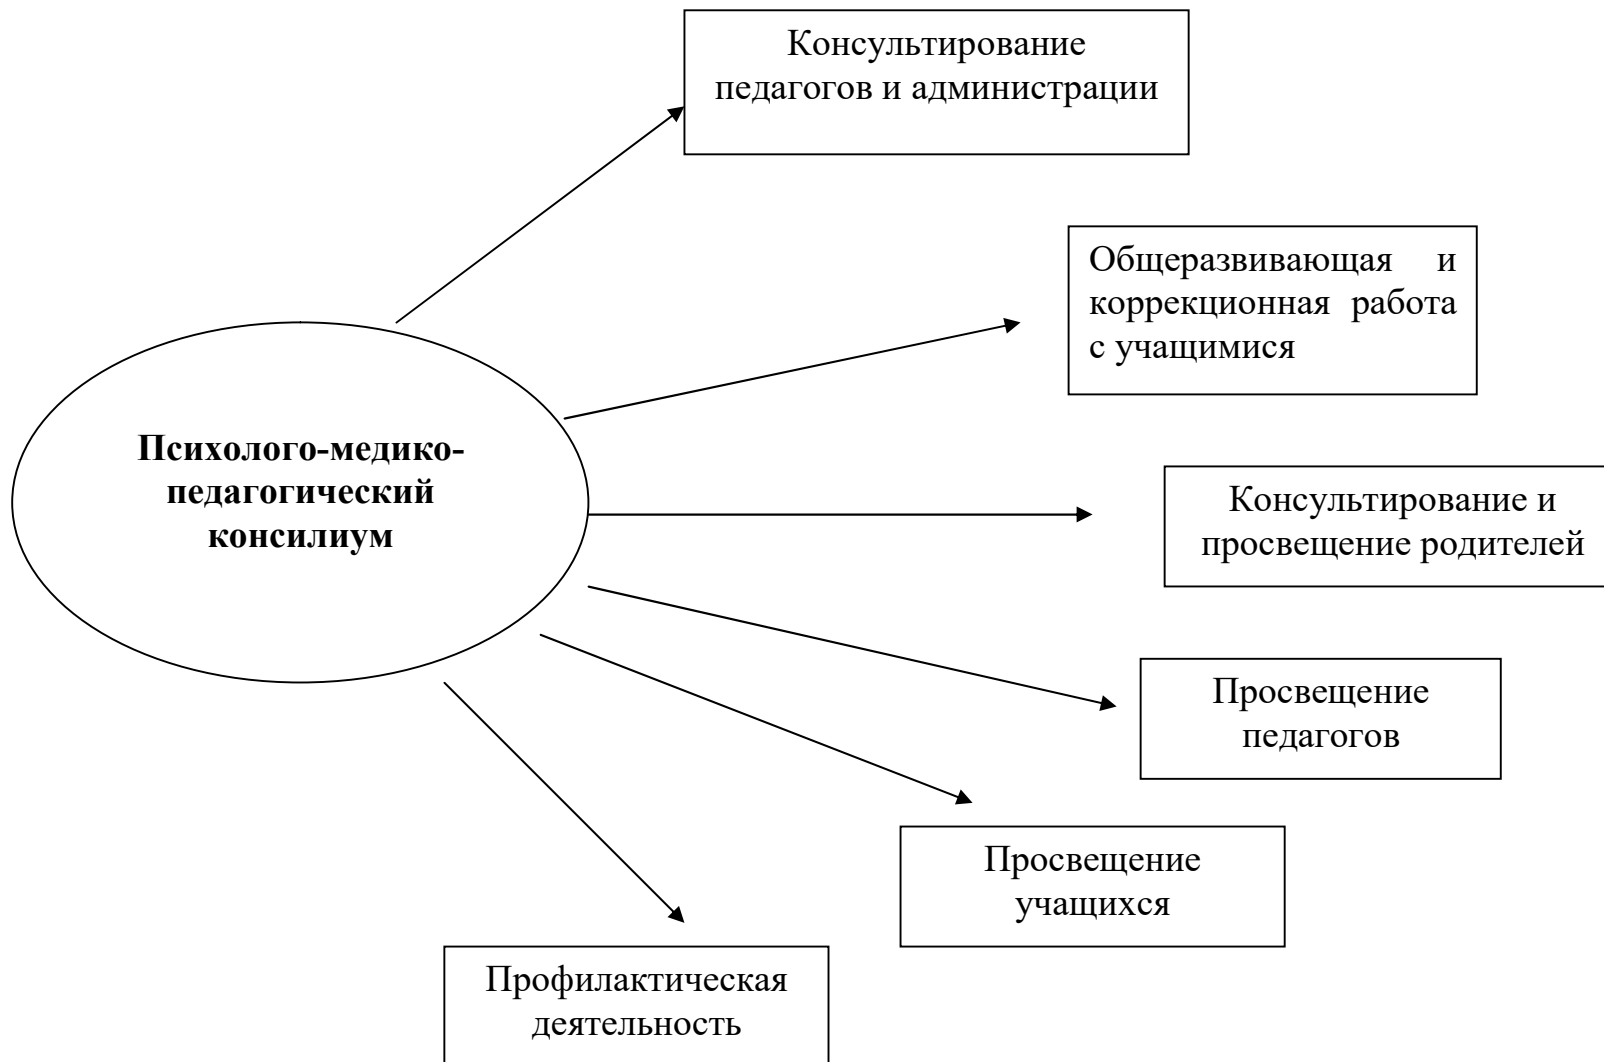 Консультирование
педагогов и администрации
Общеразвивающая и
коррекционная работа
с учащимися
Психолого-медико-
педагогический
консилиум
Консультирование и
просвещение родителей
Просвещение
педагогов
Просвещение
учащихся
Профилактическая
деятельность